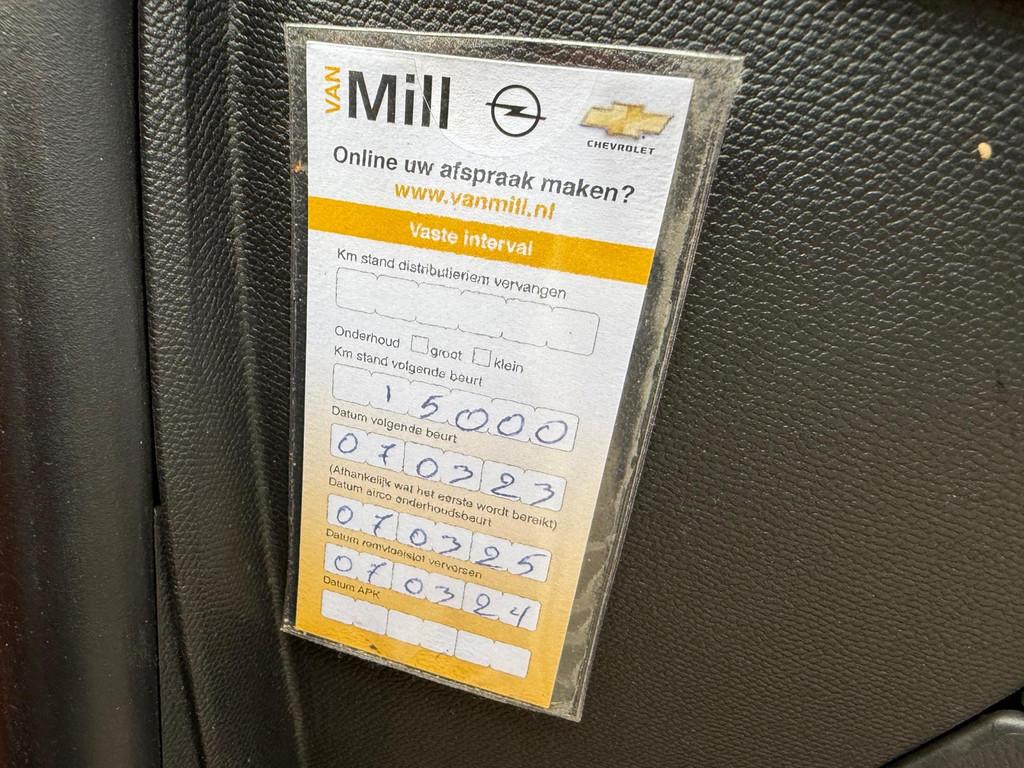 VAN Mill
CHEVROLET
Online uw afspraak maken?
www.vanmill.nl
Vaste interval
Km stand distributieriem vervangen
Onderhoud groot klein
Km stand volgende beurt
15000
Datum volgende beurt
070323
(Afhankelijk wat het eerste wordt bereikt)
Datum airco onderhoudsbeurt
070325
Datum remvloeistof verversen
070324
Datum APK